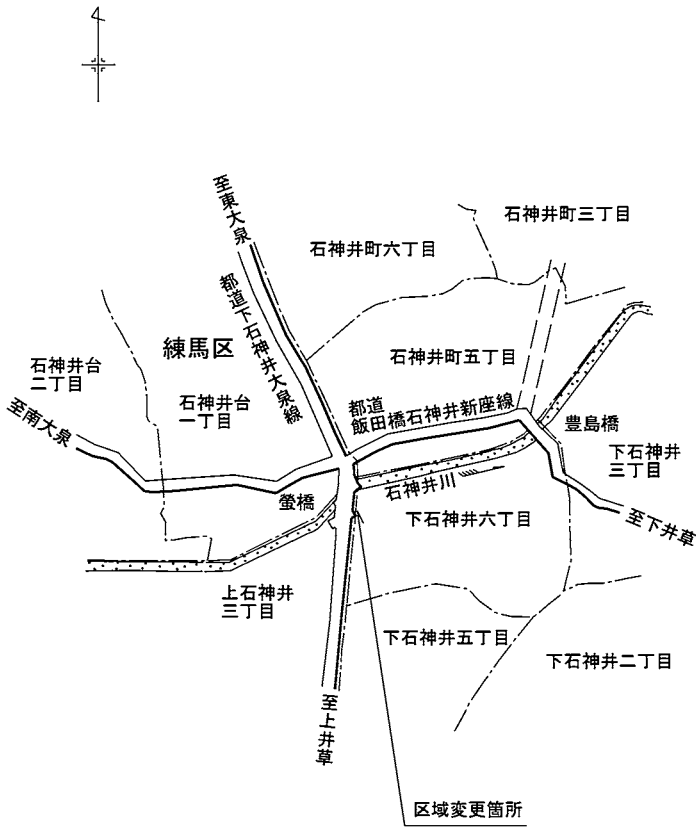 至東大泉
都道下石神井大泉線
石神井町三丁目
石神井町六丁目
練馬区
石神井町五丁目
石神井台
二丁目
石神井台
一丁目
都道
飯田橋石神井新座線
至南大泉
豊島橋
下石神井
三丁目
石神井川
螢橋
下石神井六丁目
至下井草
上石神井
三丁目
下石神井五丁目
下石神井二丁目
至上井草
区域変更箇所